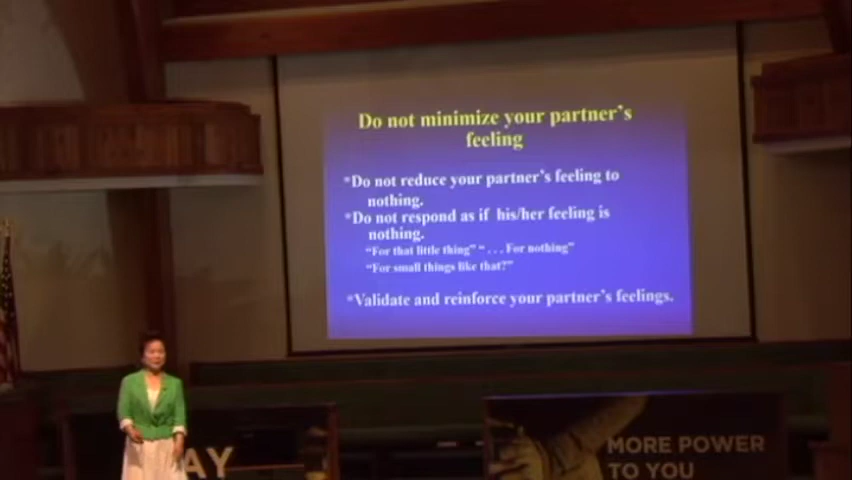 Do not minimize your partner's
feeling
*Do not reduce your partner's feeling to
nothing.
*Do not respond as if his/her feeling is
nothing.
"For that little thing" ". . . For nothing"
"For small things like that?"
*Validate and reinforce your partner's feelings.
AY
MORE POWER
TO YOU